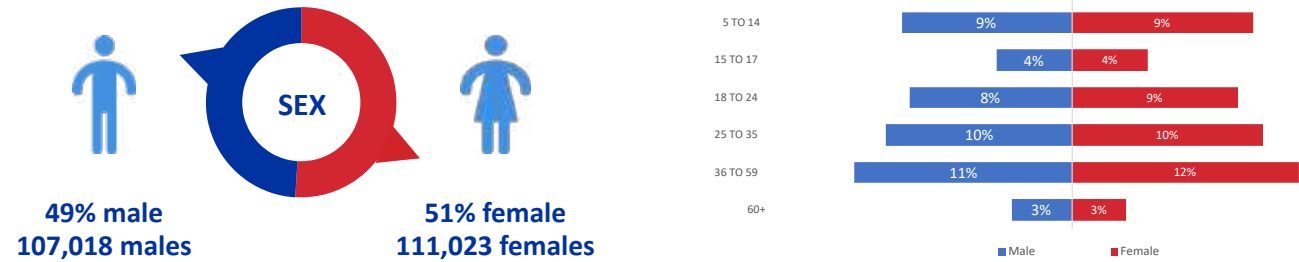 SEX
49% male
107,018 males
51% female
111,023 females
5 TO 14
9%
9%
15 TO 17
4%
4%
18 TO 24
8%
9%
25 TO 35
10%
10%
36 TO 59
11%
12%
60+
3%
3%
Male
Female